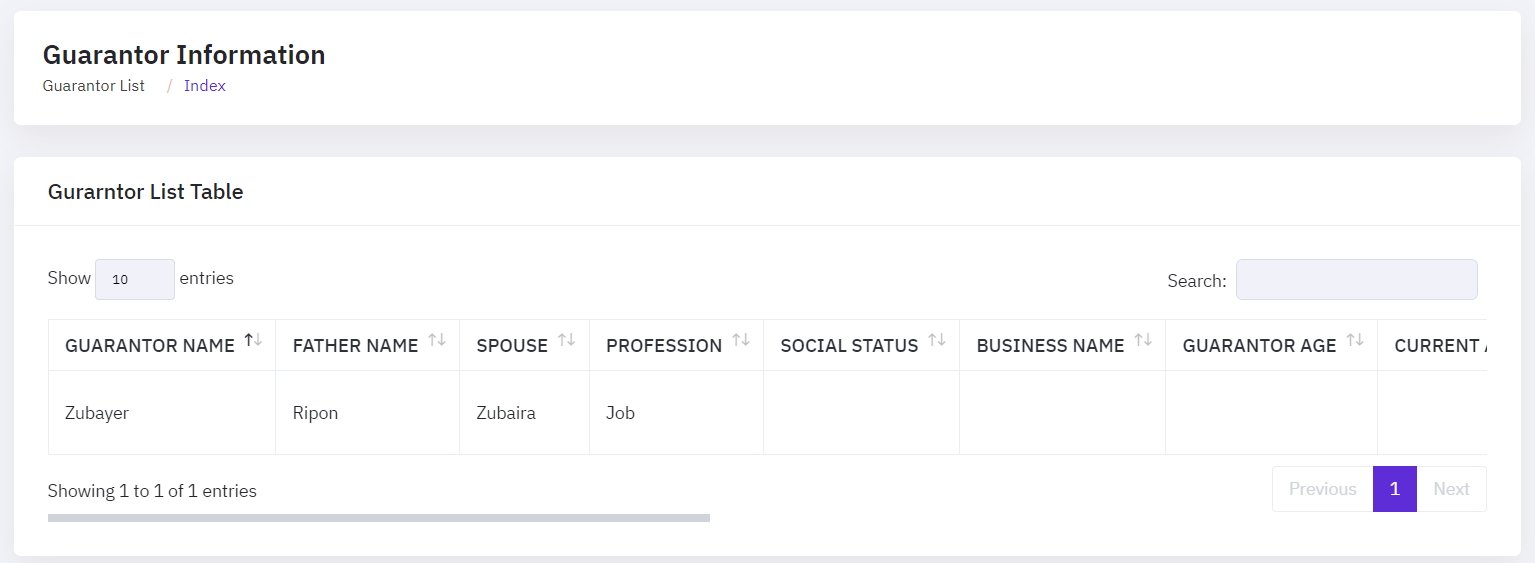 Guarantor Information
Guarantor List / Index
Gurarntor List Table
Show 10 entries
Search:
GUARANTOR NAME FATHER NAME SPOUSE PROFESSION SOCIAL STATUS BUSINESS NAME GUARANTOR AGE CURRENT
Zubayer Ripon Zubaira Job
Showing 1 to 1 of 1 entries
Previous 1 Next